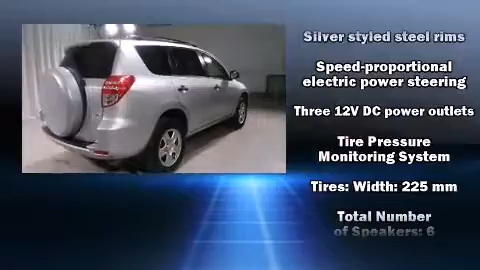 Silver styled steel rims
Speed-proportional
electric power steering
Three 12V DC power outlets
Tire Pressure
Monitoring System
Tires: Width: 225 mm
Total Number
of Speakers: 6